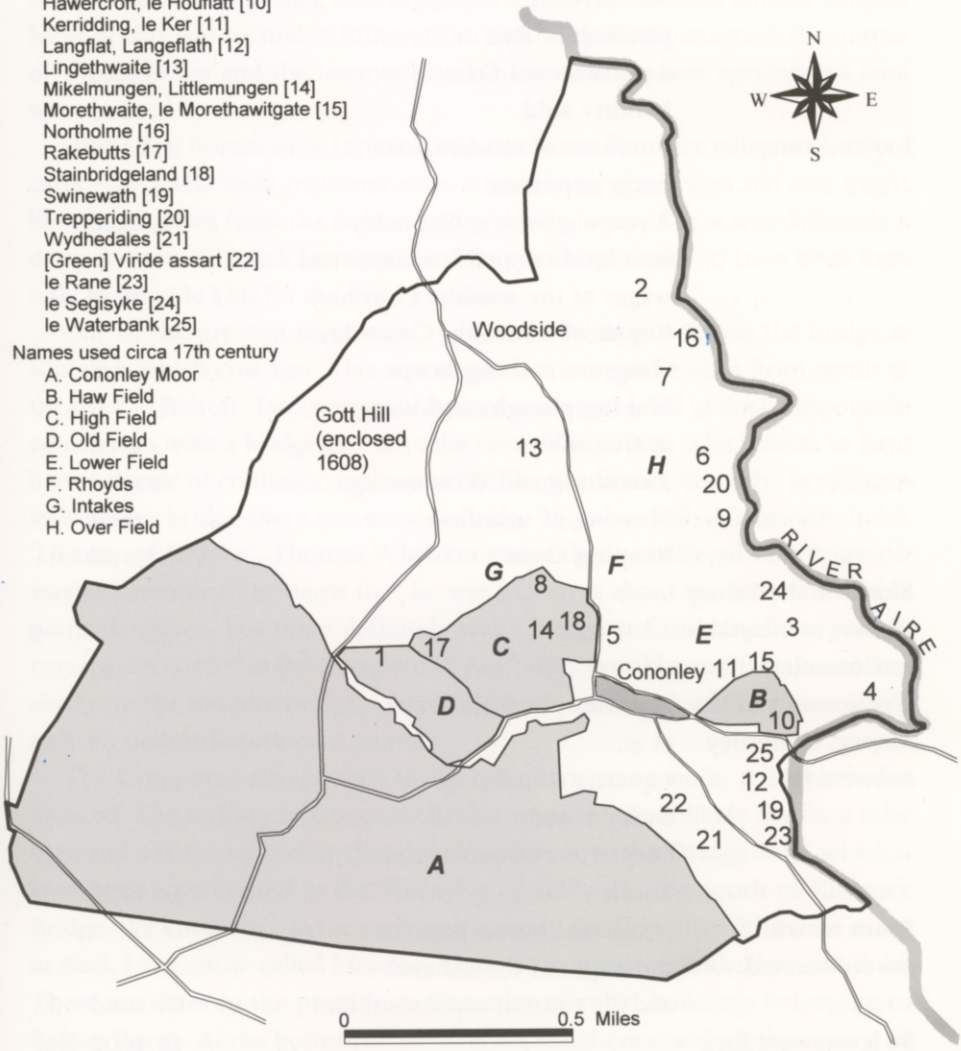 Hawercroft, le Houflatt [10]
Kerridding, le Ker [11]
Langflat, Langeflath [12]
Lingethwaite [13]
Mikelmungen, Littlemungen [14]
Morethwaite, le Morethawitgate [15]
Northolme [16]
Rakebutts [17]
Stainbridgeland [18]
Swinewath [19]
Trepperiding [20]
Wydhedales [21]
[Green] Viride assart [22]
le Rane [23]
le Segisyke [24]
le Waterbank [25]
Names used circa 17th century
A. Cononley Moor
B. Haw Field
C. High Field
D. Old Field
E. Lower Field
F. Rhoyds
G. Intakes
H. Over Field
N
W E
S
2
Woodside
16
7
Gott Hill
(enclosed
1608)
13
6
H
20
9
RIVER AIRE
G
F
8
24
14 18
5
3
17
C
E
1
Cononley 11 15
4
D
B
10
25
12
22
19
21
23
A
0 0.5 Miles